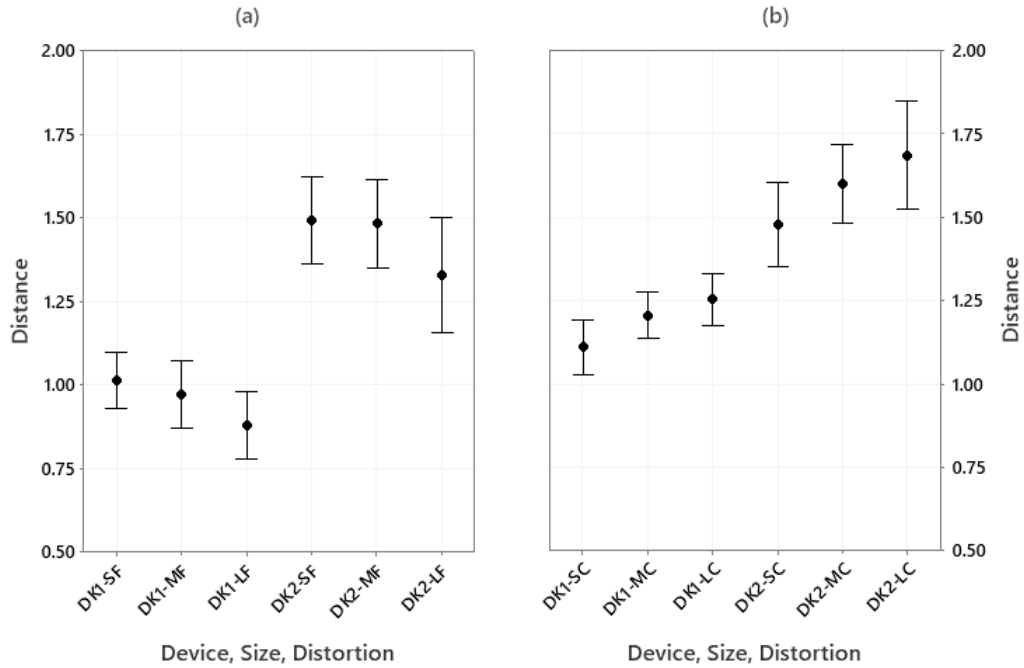 (a)
(b)
2.00
1.75
1.50
1.25
1.00
0.75
0.50
Distance
DK1-SF
DK1-MF
DK1-LF
DK2-SF
DK2-MF
DK2-LF
Device, Size, Distortion
2.00
1.75
1.50
1.25
1.00
0.75
0.50
Distance
DK1-SC
DK1-MC
DK1-LC
DK2-SC
DK2-MC
DK2-LC
Device, Size, Distortion